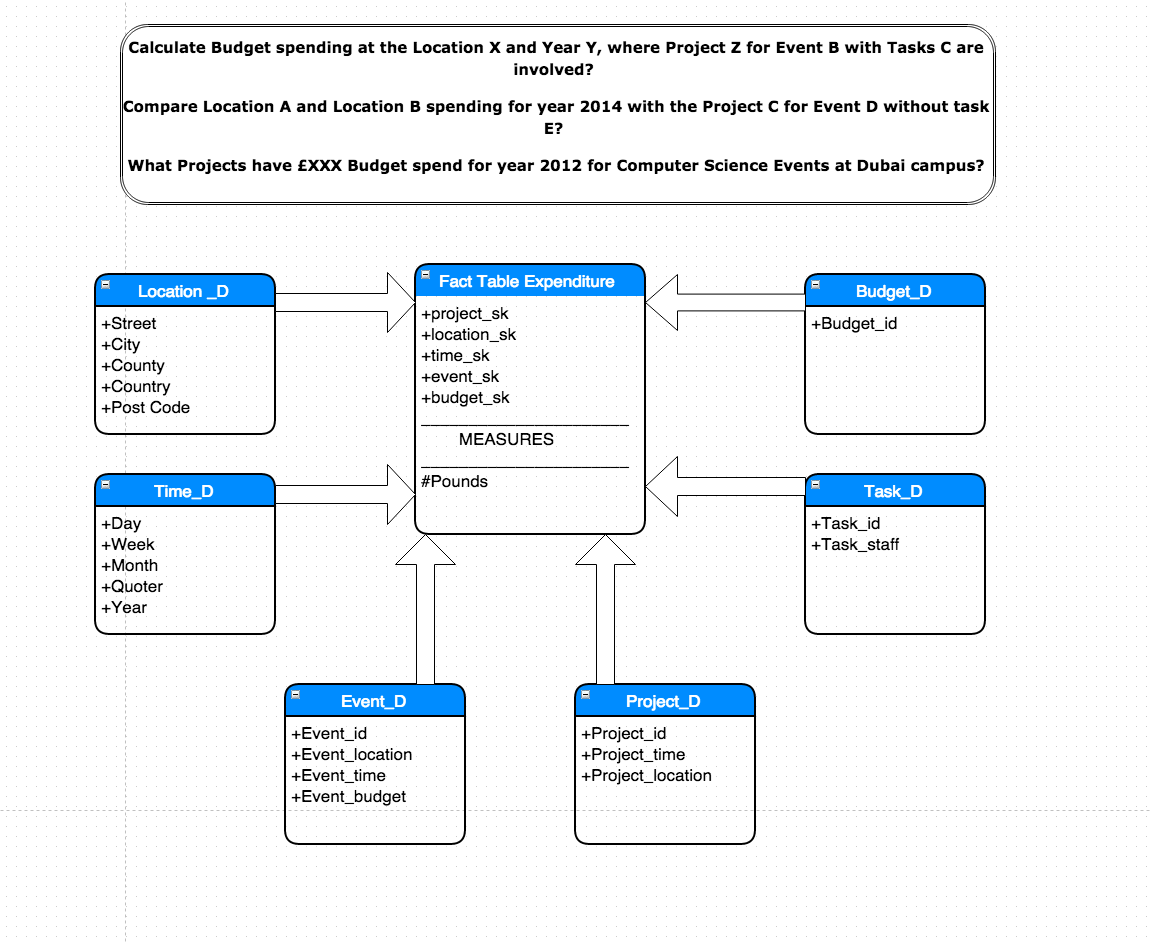 Calculate Budget spending at the Location X and Year Y, where Project Z for Event B with Tasks C are
involved?
Compare Location A and Location B spending for year 2014 with the Project C for Event D without task
E?
What Projects have £XXX Budget spend for year 2012 for Computer Science Events at Dubai campus?
Location _D
+Street
+City
+County
+Country
+Post Code
Fact Table Expenditure
+project_sk
+location_sk
+time_sk
+event_sk
+budget_sk
MEASURES
#Pounds
Budget_D
+Budget_id
Time_D
+Day
+Week
+Month
+Quoter
+Year
Task_D
+Task_id
+Task_staff
Event_D
+Event_id
+Event_location
+Event_time
+Event_budget
Project_D
+Project_id
+Project_time
+Project_location